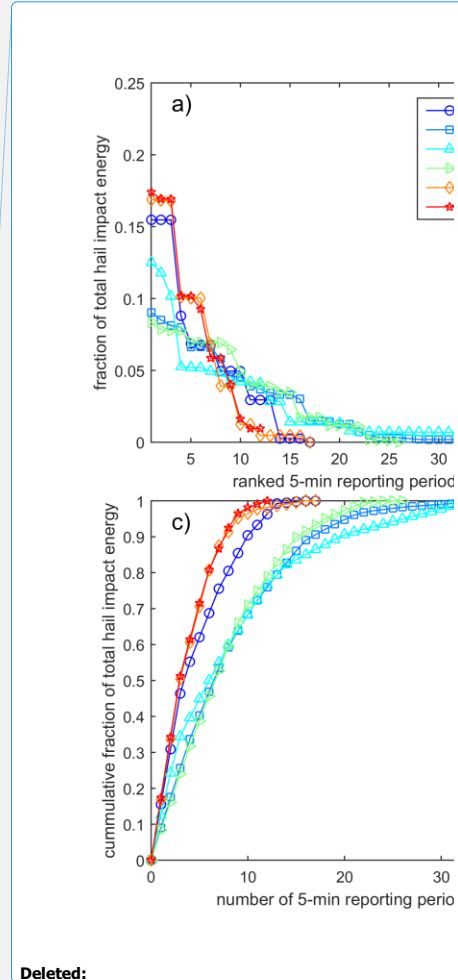 a)
0.25
0.2
0.15
0.1
0.05
0
fraction of total hail impact energy
5 10 15 20 25 30
ranked 5-min reporting period
c)
1
0.9
0.8
0.7
0.6
0.5
0.4
0.3
0.2
0.1
0
cummulative fraction of total hail impact energy
0 10 20 30
number of 5-min reporting perio
Deleted: